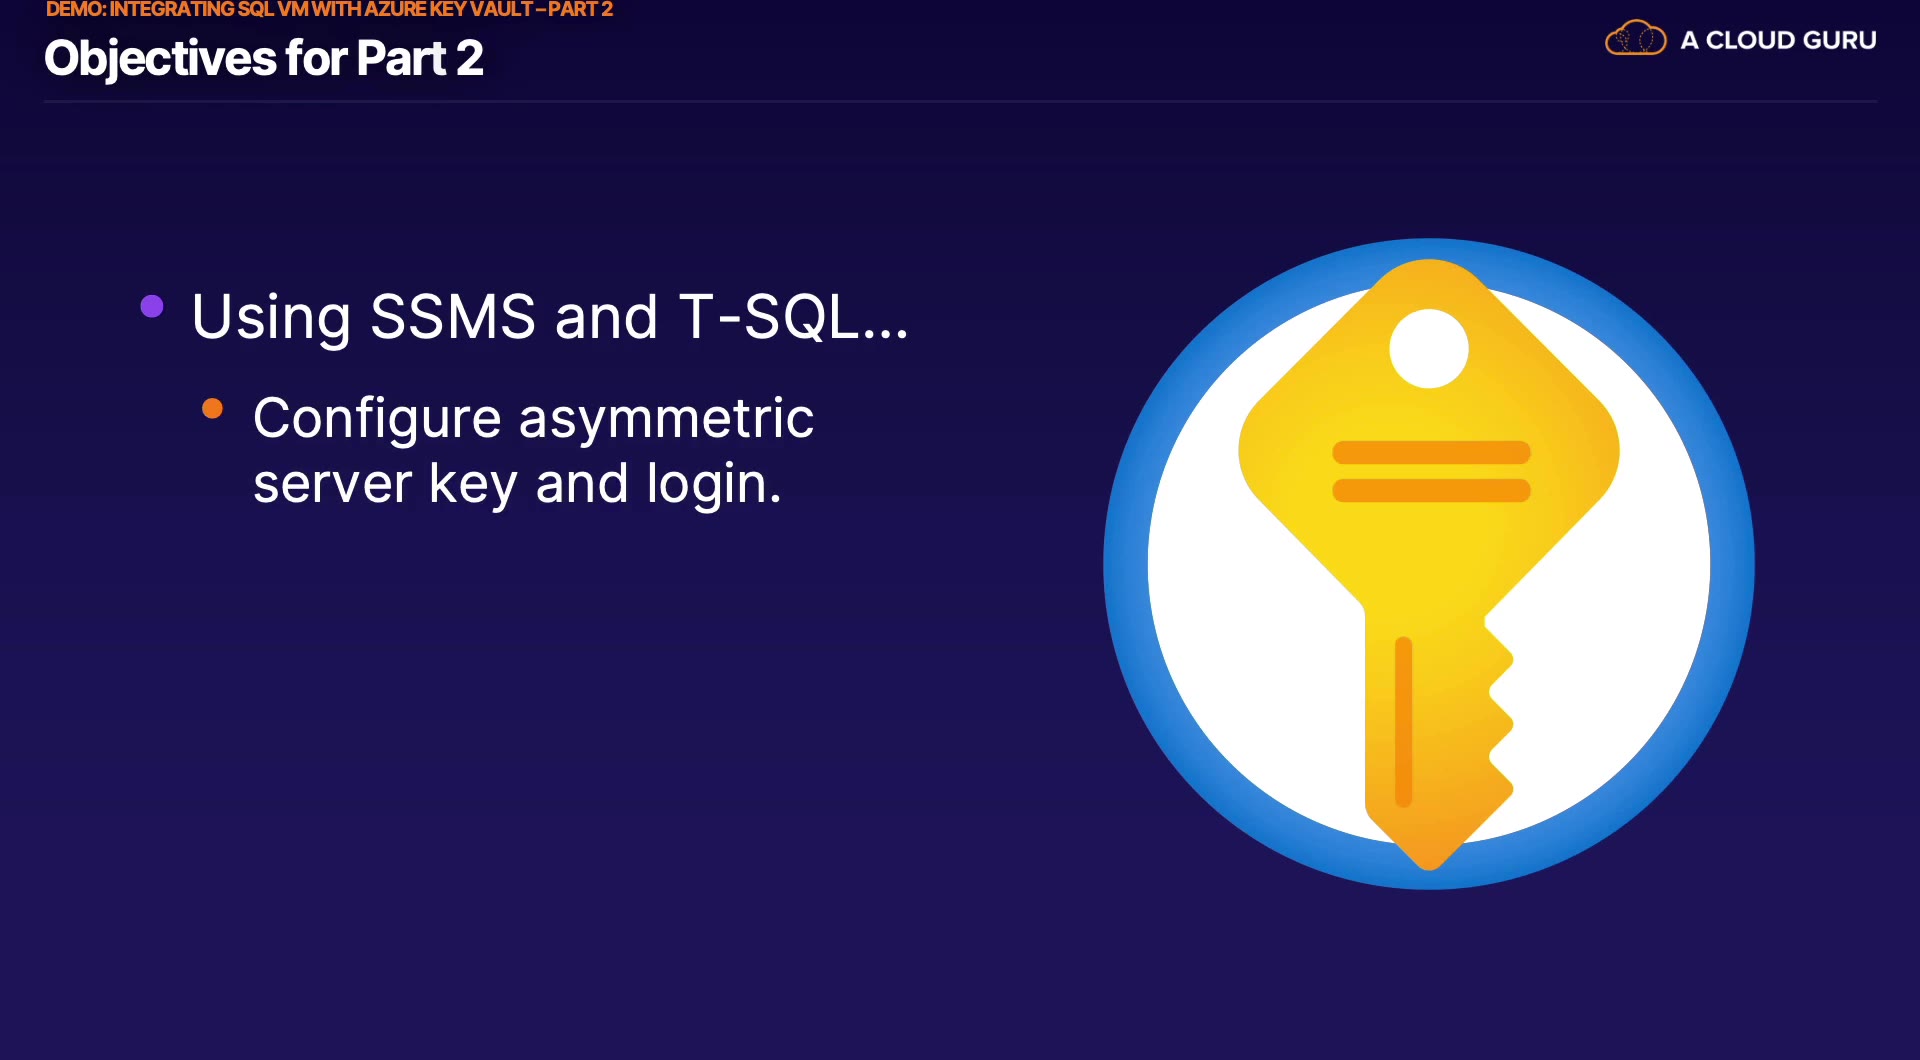 DEMO: INTEGRATING SQL VM WITH AZURE KEY VAULT – PART 2
Objectives for Part 2
A CLOUD GURU
• Using SSMS and T-SQL...
• Configure asymmetric
server key and login.